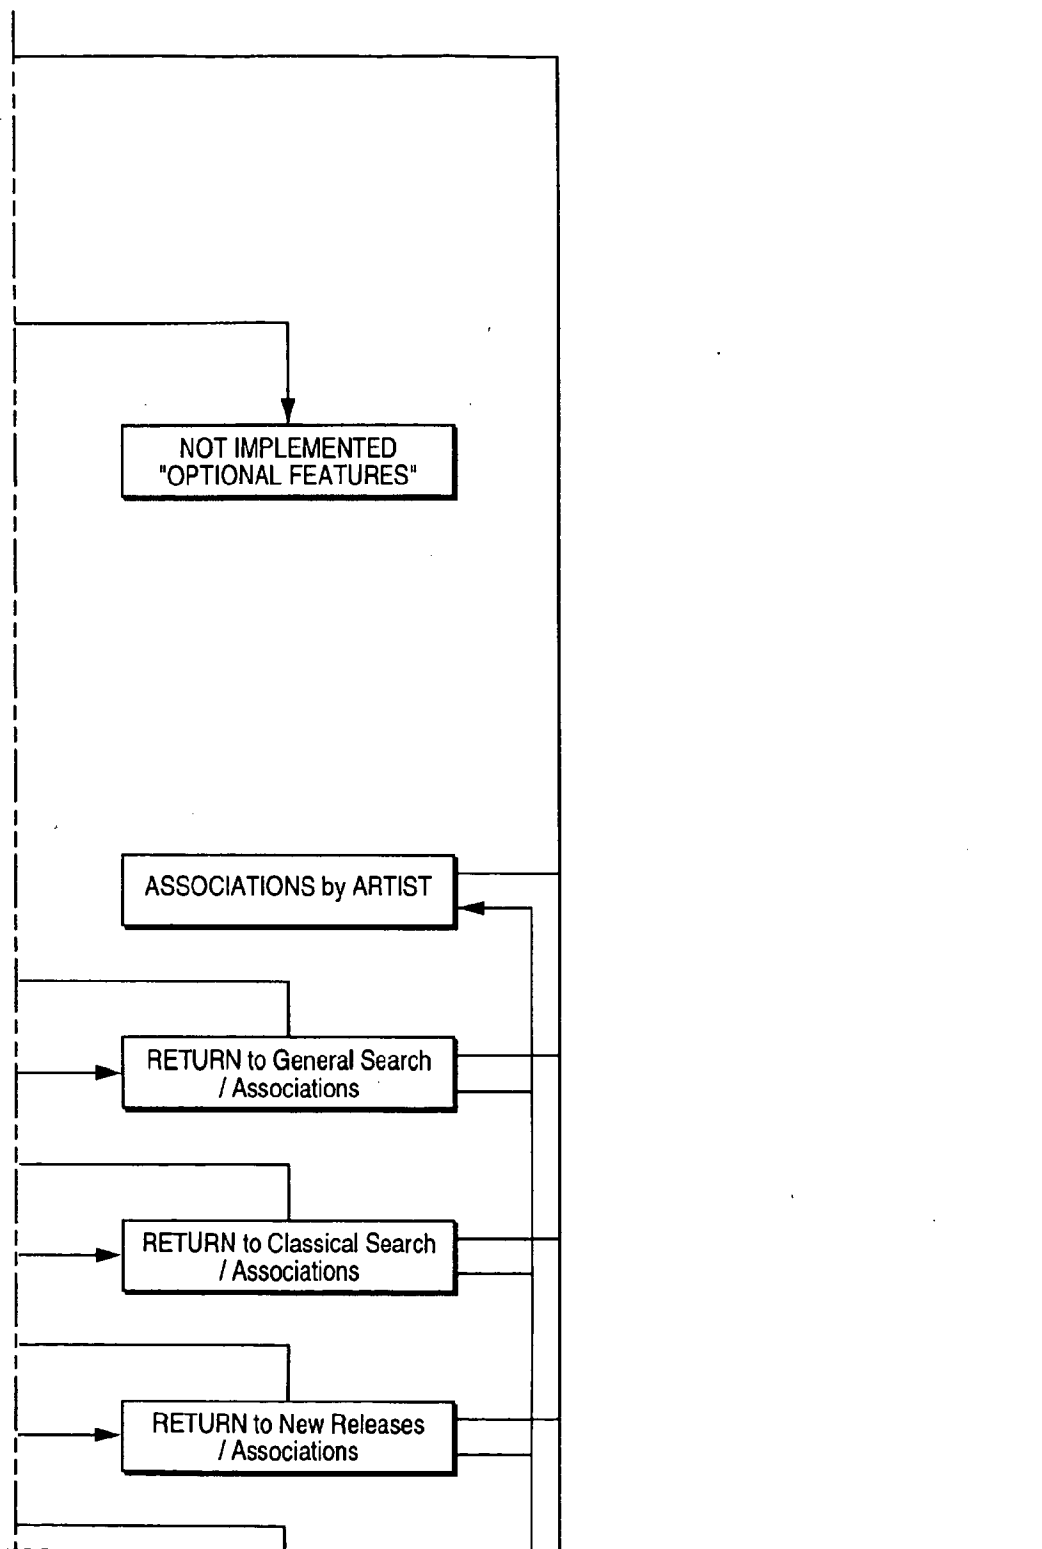 NOT IMPLEMENTED
"OPTIONAL FEATURES"
ASSOCIATIONS by ARTIST
RETURN to General Search
/ Associations
RETURN to Classical Search
/ Associations
RETURN to New Releases
/ Associations